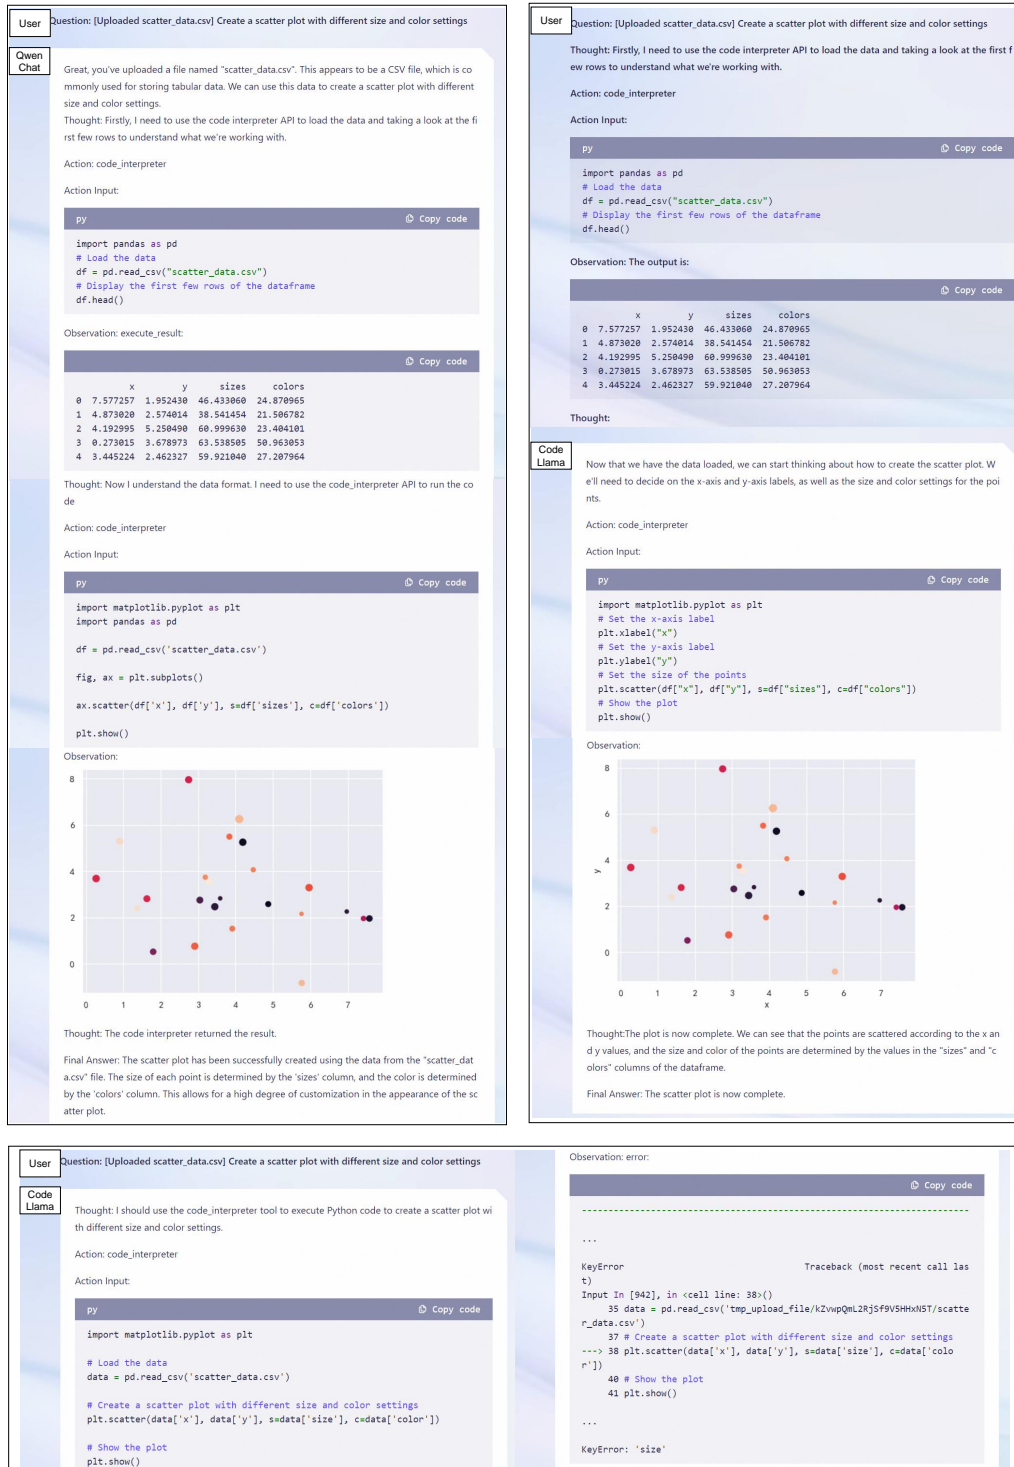 User
Question: [Uploaded scatter_data.csv] Create a scatter plot with different size and color settings
Qwen
Chat
Great, you've uploaded a file named "scatter_data.csv". This appears to be a CSV file, which is co
mmonly used for storing tabular data. We can use this data to create a scatter plot with different
size and color settings.
Thought: Firstly, I need to use the code interpreter API to load the data and taking a look at the fi
rst few rows to understand what we're working with.
Action: code_interpreter
Action Input:
py Copy code
import pandas as pd
# Load the data
df = pd.read_csv("scatter_data.csv")
# Display the first few rows of the dataframe
df.head()
Observation: execute_result:
Copy code
x y sizes colors
0 7.577257 1.952430 46.433060 24.870965
1 4.873020 2.574014 38.541454 21.506782
2 4.192995 5.250490 60.999630 23.404101
3 0.273015 3.678973 63.538505 50.963053
4 3.445224 2.462327 59.921040 27.207964
Thought: Now I understand the data format. I need to use the code_interpreter API to run the co
de
Action: code_interpreter
Action Input:
py Copy code
import matplotlib.pyplot as plt
import pandas as pd
df = pd.read_csv('scatter_data.csv')
fig, ax = plt.subplots()
ax.scatter(df['x'], df['y'], s=df['sizes'], c=df['colors'])
plt.show()
Observation:
8
6
4
2
0
0 1 2 3 4 5 6 7
Thought: The code interpreter returned the result.
Final Answer: The scatter plot has been successfully created using the data from the "scatter_dat
a.csv" file. The size of each point is determined by the 'sizes' column, and the color is determined
by the 'colors' column. This allows for a high degree of customization in the appearance of the sc
atter plot.
User
Question: [Uploaded scatter_data.csv] Create a scatter plot with different size and color settings
Thought: Firstly, I need to use the code interpreter API to load the data and taking a look at the first f
ew rows to understand what we're working with.
Action: code_interpreter
Action Input:
py Copy code
import pandas as pd
# Load the data
df = pd.read_csv("scatter_data.csv")
# Display the first few rows of the dataframe
df.head()
Observation: The output is:
Copy code
x y sizes colors
0 7.577257 1.952430 46.433060 24.870965
1 4.873020 2.574014 38.541454 21.506782
2 4.192995 5.250490 60.999630 23.404101
3 0.273015 3.678973 63.538505 50.963053
4 3.445224 2.462327 59.921040 27.207964
Thought:
Code
Llama
Now that we have the data loaded, we can start thinking about how to create the scatter plot. W
e'll need to decide on the x-axis and y-axis labels, as well as the size and color settings for the poi
nts.
Action: code_interpreter
Action Input:
py Copy code
import matplotlib.pyplot as plt
# Set the x-axis label
plt.xlabel("x")
# Set the y-axis label
plt.ylabel("y")
# Set the size of the points
plt.scatter(df["x"], df["y"], s=df["sizes"], c=df["colors"])
# Show the plot
plt.show()
Observation:
8
6
4
y
2
0
0 1 2 3 4 5 6 7
x
Thought:The plot is now complete. We can see that the points are scattered according to the x an
d y values, and the size and color of the points are determined by the values in the "sizes" and "c
olors" columns of the dataframe.
Final Answer: The scatter plot is now complete.
User
Question: [Uploaded scatter_data.csv] Create a scatter plot with different size and color settings
Code
Llama
Thought: I should use the code_interpreter tool to execute Python code to create a scatter plot wi
th different size and color settings.
Action: code_interpreter
Action Input:
py Copy code
import matplotlib.pyplot as plt
# Load the data
data = pd.read_csv('scatter_data.csv')
# Create a scatter plot with different size and color settings
plt.scatter(data['x'], data['y'], s=data['size'], c=data['color'])
# Show the plot
plt.show()
Observation: error:
Copy code
---------------------------------------------------------------------------
...
KeyError Traceback (most recent call las
t)
Input In [942], in <cell line: 38>()
35 data = pd.read_csv('tmp_upload_file/kZvwpQmL2RjSf9V5HHxN5T/scatte
r_data.csv')
37 # Create a scatter plot with different size and color settings
---> 38 plt.scatter(data['x'], data['y'], s=data['size'], c=data['colo
r'])
40 # Show the plot
41 plt.show()
...
KeyError: 'size'